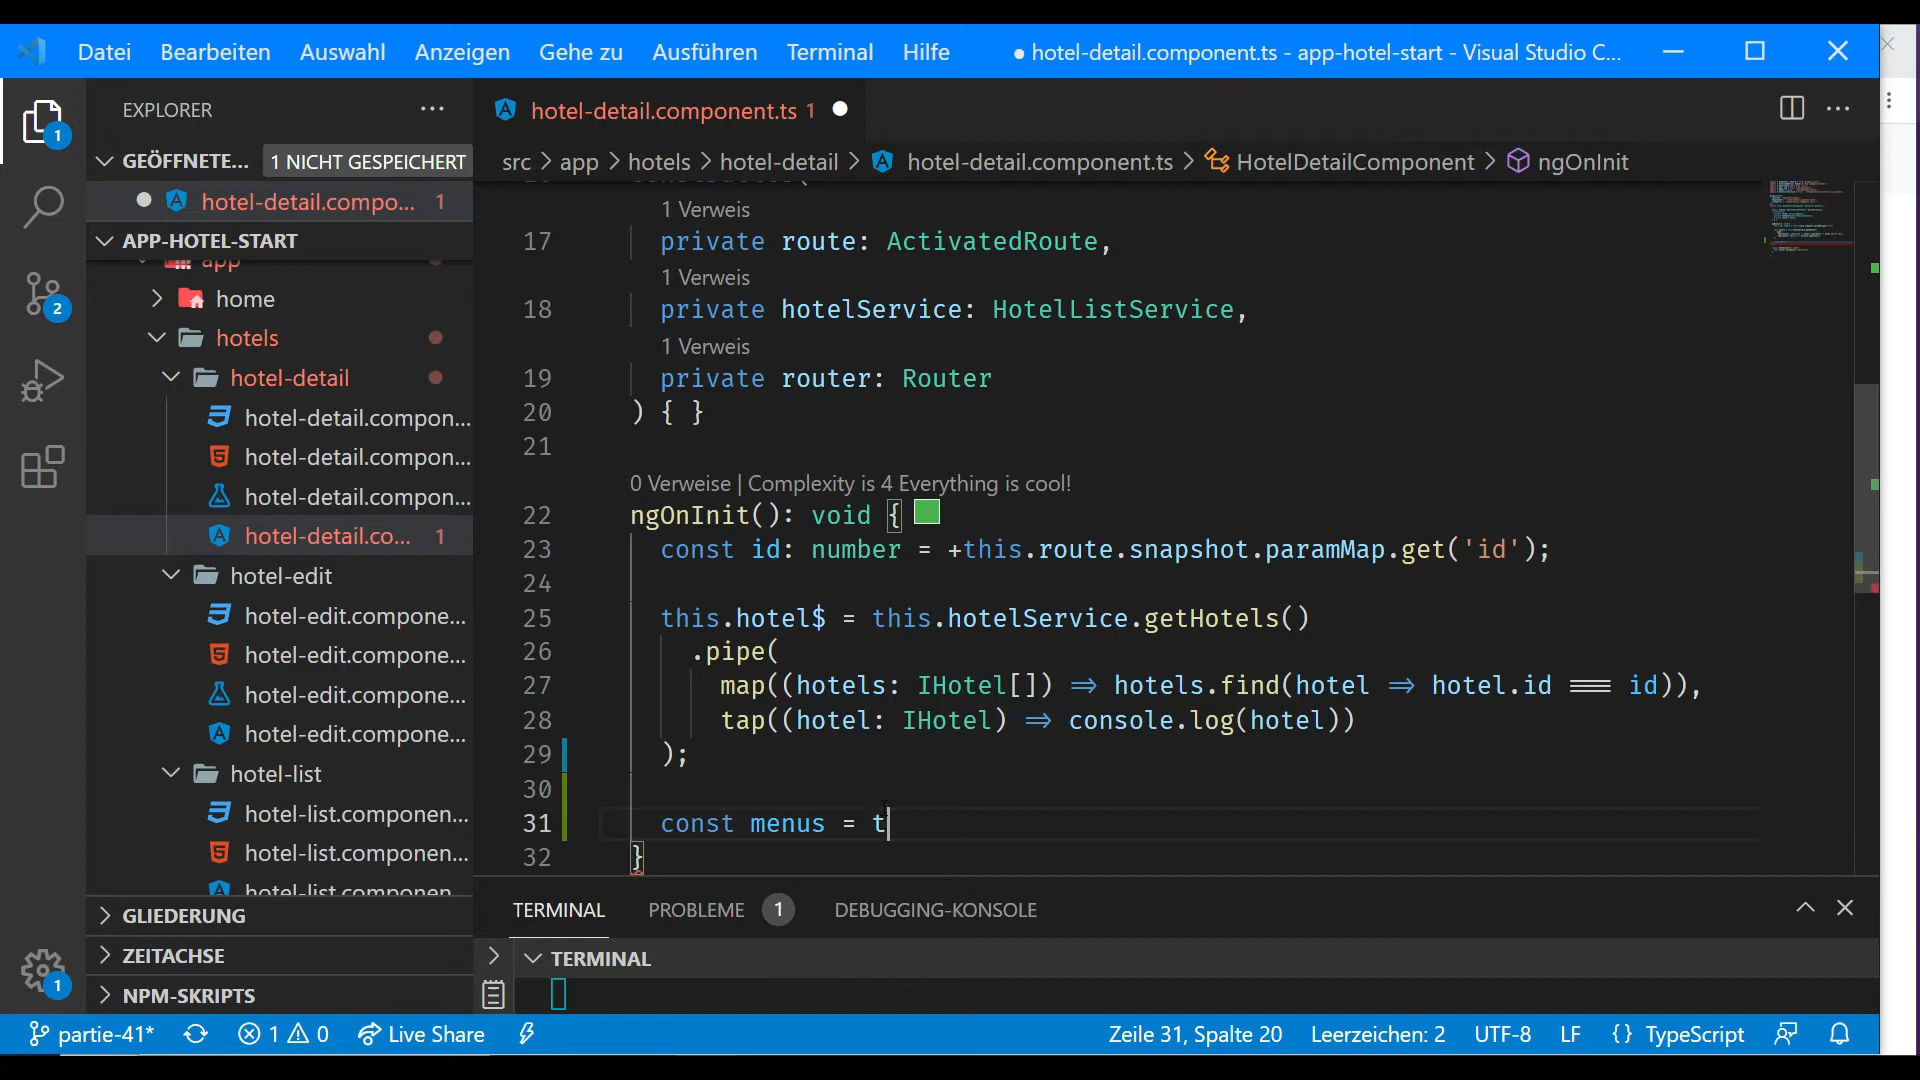 Datei Bearbeiten Auswahl Anzeigen Gehe zu Ausführen Terminal Hilfe ● hotel-detail.component.ts - app-hotel-start - Visual Studio C...
EXPLORER
GEÖFFNETE... 1 NICHT GESPEICHERT
hotel-detail.compo... 1
APP-HOTEL-START
app
home
hotels
hotel-detail
hotel-detail.compon...
hotel-detail.compon...
hotel-detail.compon...
hotel-detail.co... 1
hotel-edit
hotel-edit.compone...
hotel-edit.compone...
hotel-edit.compone...
hotel-edit.compone...
hotel-list
hotel-list.componen...
hotel-list.componen...
hotel-list.componen
GLIEDERUNG
ZEITACHSE
NPM-SKRIPTS
1
2
1
hotel-detail.component.ts 1
src > app > hotels > hotel-detail > hotel-detail.component.ts > HotelDetailComponent > ngOnInit
1 Verweis
17 private route: ActivatedRoute,
1 Verweis
18 private hotelService: HotelListService,
1 Verweis
19 private router: Router
20 ) { }
21
0 Verweise | Complexity is 4 Everything is cool!
22 ngOnInit(): void {
23 const id: number = +this.route.snapshot.paramMap.get('id');
24
25 this.hotel$ = this.hotelService.getHotels()
26 .pipe(
27 map((hotels: IHotel[]) => hotels.find(hotel => hotel.id === id)),
28 tap((hotel: IHotel) => console.log(hotel))
29 );
30
31 const menus = t
32 }
TERMINAL PROBLEME 1 DEBUGGING-KONSOLE
TERMINAL
partie-41* 1 0 Live Share Zeile 31, Spalte 20 Leerzeichen: 2 UTF-8 LF {} TypeScript